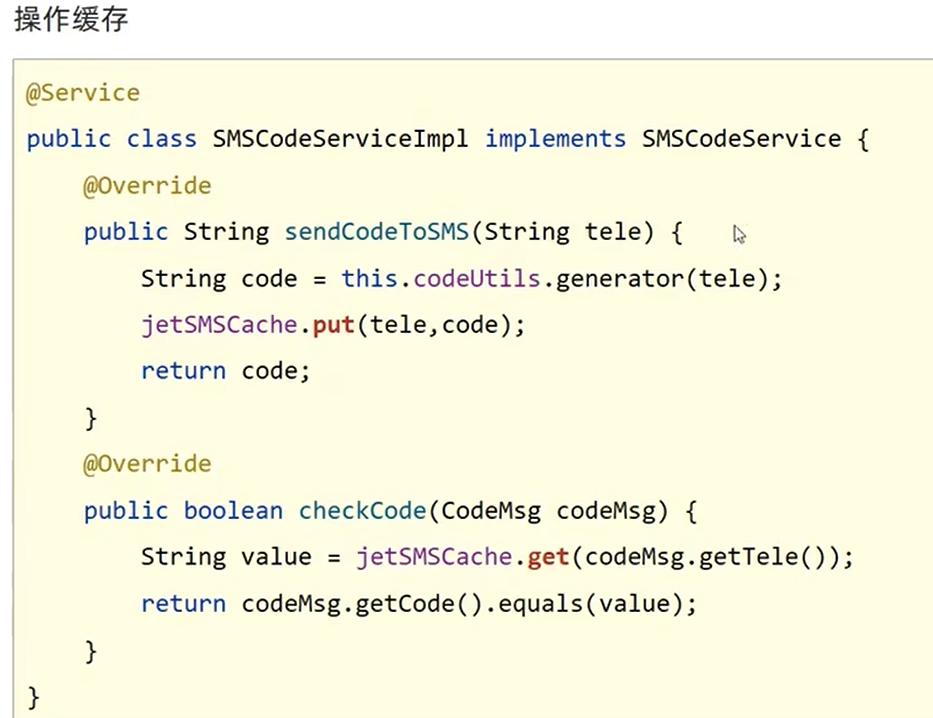 操作缓存
@Service
public class SMSCodeServiceImpl implements SMSCodeService {
    @Override
    public String sendCodeToSMS(String tele) {
        String code = this.codeUtils.generator(tele);
        jetSMSCache.put(tele,code);
        return code;
    }
    @Override
    public boolean checkCode(CodeMsg codeMsg) {
        String value = jetSMSCache.get(codeMsg.getTele());
        return codeMsg.getCode().equals(value);
    }
}